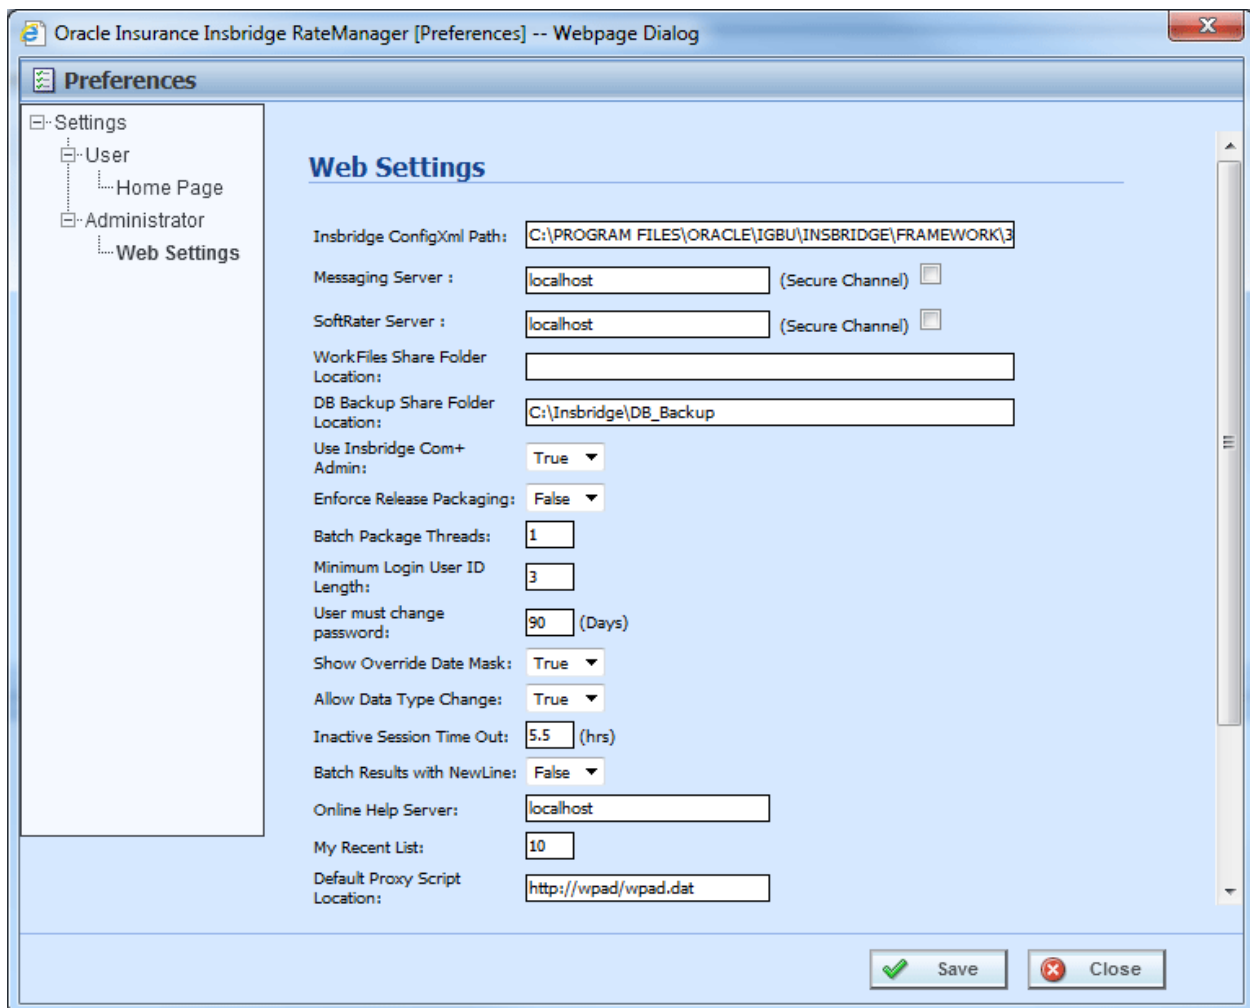 Oracle Insurance Insbridge RateManager [Preferences] -- Webpage Dialog
Preferences
Settings
User
Home Page
Administrator
Web Settings
Web Settings
Insbridge ConfigXml Path: C:\PROGRAM FILES\ORACLE\IGBU\INSBRIDGE\FRAMEWORK\3
Messaging Server : localhost (Secure Channel)
SoftRater Server : localhost (Secure Channel)
WorkFiles Share Folder
Location:
DB Backup Share Folder
Location: C:\Insbridge\DB_Backup
Use Insbridge Com+
Admin: True
Enforce Release Packaging: False
Batch Package Threads: 1
Minimum Login User ID
Length: 3
User must change
password: 90 (Days)
Show Override Date Mask: True
Allow Data Type Change: True
Inactive Session Time Out: 5.5 (hrs)
Batch Results with NewLine: False
Online Help Server: localhost
My Recent List: 10
Default Proxy Script
Location: http://wpad/wpad.dat
Save Close